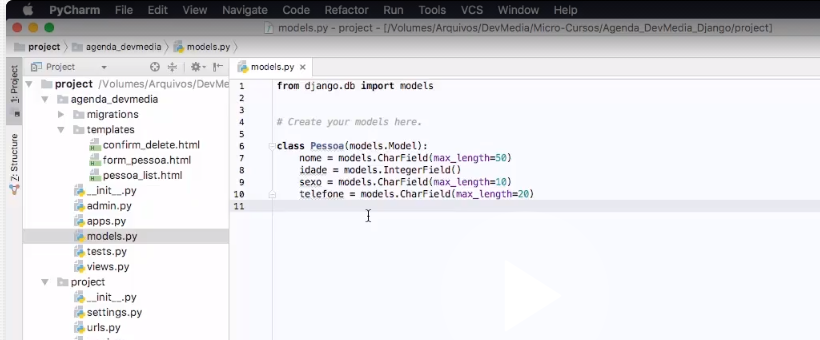 PyCharm File Edit View Navigate Code Refactor Run Tools VCS Window Help
models.py - project - [/Volumes/Arquivos/DevMedia/Micro-Cursos/Agenda_DevMedia_Django/project]
project agenda_devmedia models.py
1: Project
Z: Structure
Project
project /Volumes/Arquivos/DevMe
agenda_devmedia
migrations
templates
confirm_delete.html
form_pessoa.html
pessoa_list.html
__init__.py
admin.py
apps.py
models.py
tests.py
views.py
project
__init__.py
settings.py
urls.py
models.py
1 from django.db import models
2
3
4 # Create your models here.
5
6 class Pessoa(models.Model):
7 nome = models.CharField(max_length=50)
8 idade = models.IntegerField()
9 sexo = models.CharField(max_length=10)
10 telefone = models.CharField(max_length=20)
11